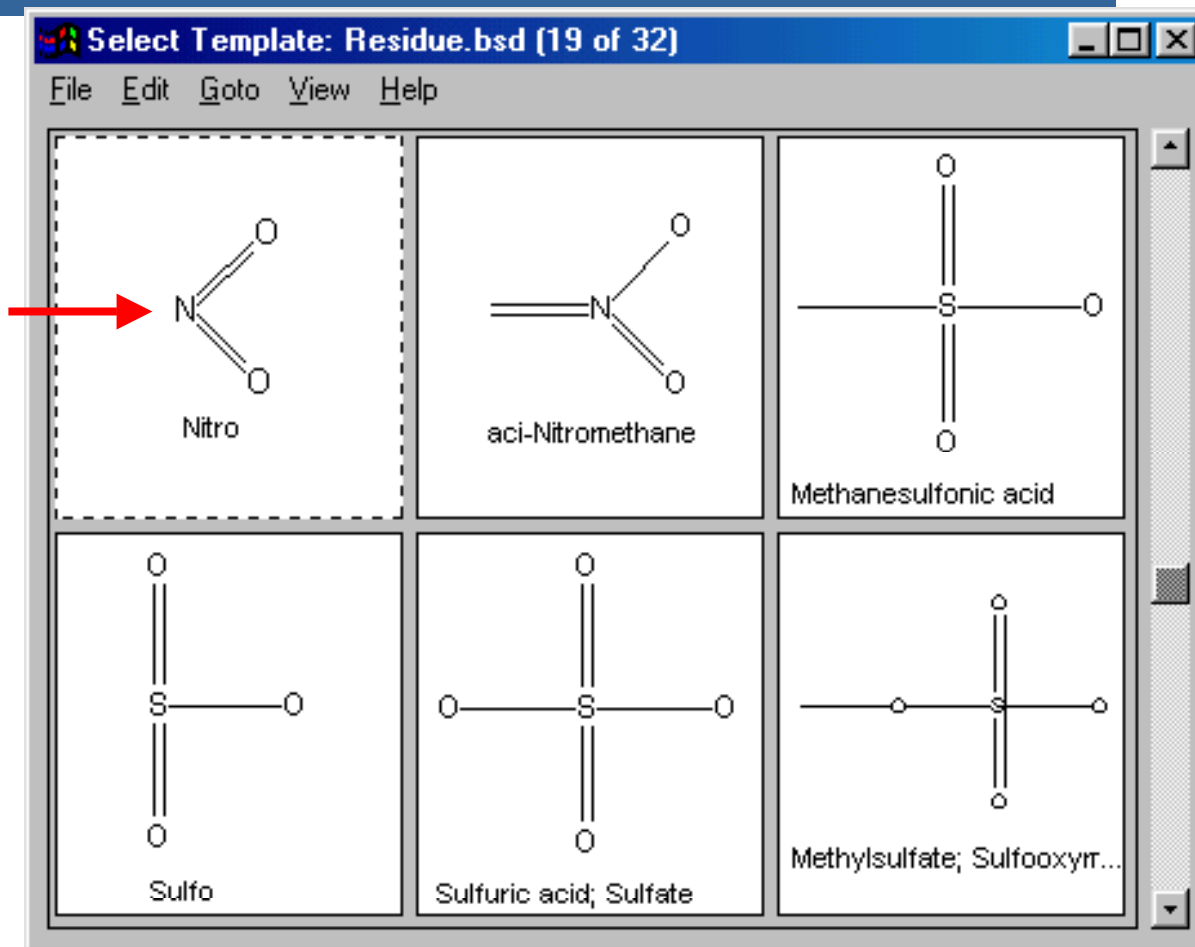 Select Template: Residue.bsd (19 of 32)
File Edit Goto View Help
O
N
O
Nitro
O
N
O
aci-Nitromethane
O
S O
O
Methanesulfonic acid
O
S O
O
Sulfo
O
O S O
O
Sulfuric acid; Sulfate
O
O S O
O
Methylsulfate; Sulfooxym...